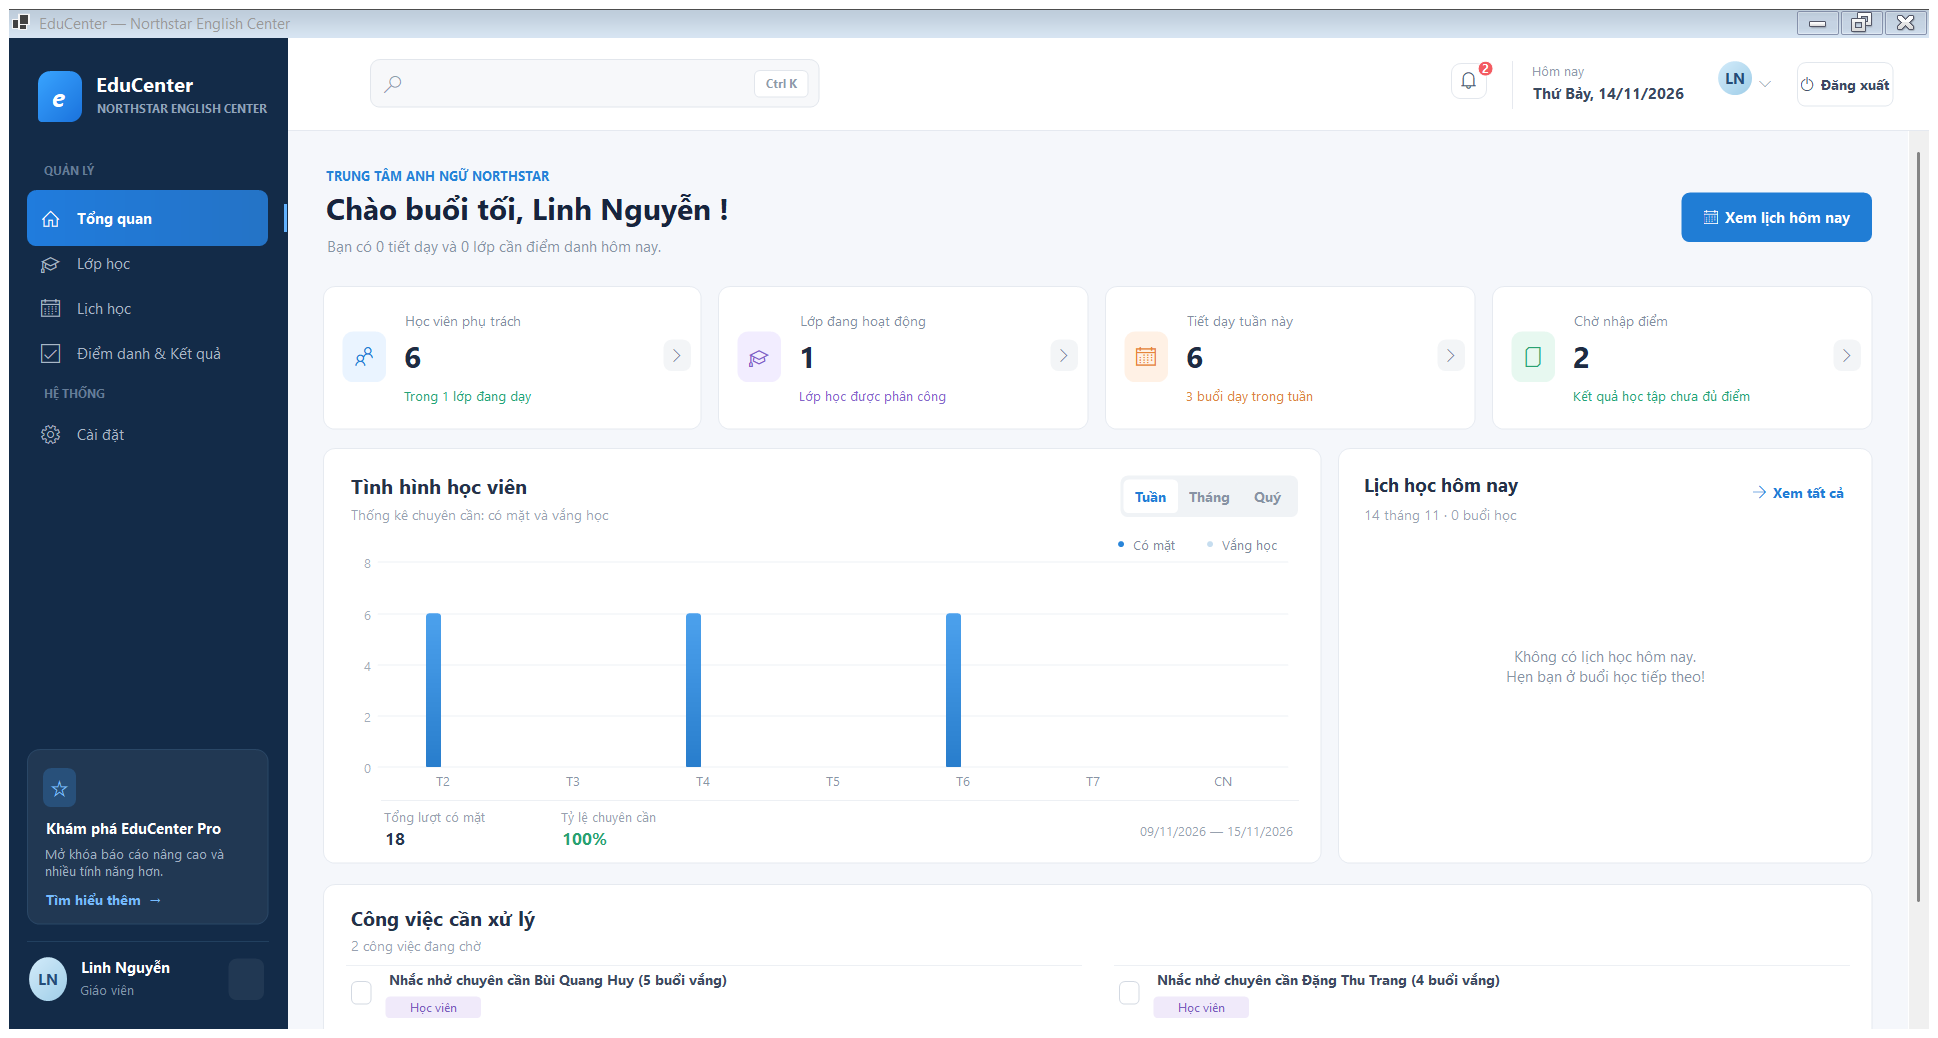 EduCenter — Northstar English Center
e
EduCenter
NORTHSTAR ENGLISH CENTER
QUẢN LÝ
Tổng quan
Lớp học
Lịch học
Điểm danh & Kết quả
HỆ THỐNG
Cài đặt
Khám phá EduCenter Pro
Mở khóa báo cáo nâng cao và
nhiều tính năng hơn.
Tìm hiểu thêm →
LN
Linh Nguyễn
Giáo viên
Ctrl K
2
Hôm nay
Thứ Bảy, 14/11/2026
LN
Đăng xuất
TRUNG TÂM ANH NGỮ NORTHSTAR
Chào buổi tối, Linh Nguyễn !
Bạn có 0 tiết dạy và 0 lớp cần điểm danh hôm nay.
Xem lịch hôm nay
Học viên phụ trách
6
Trong 1 lớp đang dạy
Lớp đang hoạt động
1
Lớp học được phân công
Tiết dạy tuần này
6
3 buổi dạy trong tuần
Chờ nhập điểm
2
Kết quả học tập chưa đủ điểm
Tình hình học viên
Thống kê chuyên cần: có mặt và vắng học
Tuần Tháng Quý
Có mặt Vắng học
8
6
4
2
0
T2 T3 T4 T5 T6 T7 CN
Tổng lượt có mặt
18
Tỷ lệ chuyên cần
100%
09/11/2026 — 15/11/2026
Lịch học hôm nay
14 tháng 11 · 0 buổi học
Xem tất cả
Không có lịch học hôm nay.
Hẹn bạn ở buổi học tiếp theo!
Công việc cần xử lý
2 công việc đang chờ
Nhắc nhở chuyên cần Bùi Quang Huy (5 buổi vắng)
Học viên
Nhắc nhở chuyên cần Đặng Thu Trang (4 buổi vắng)
Học viên